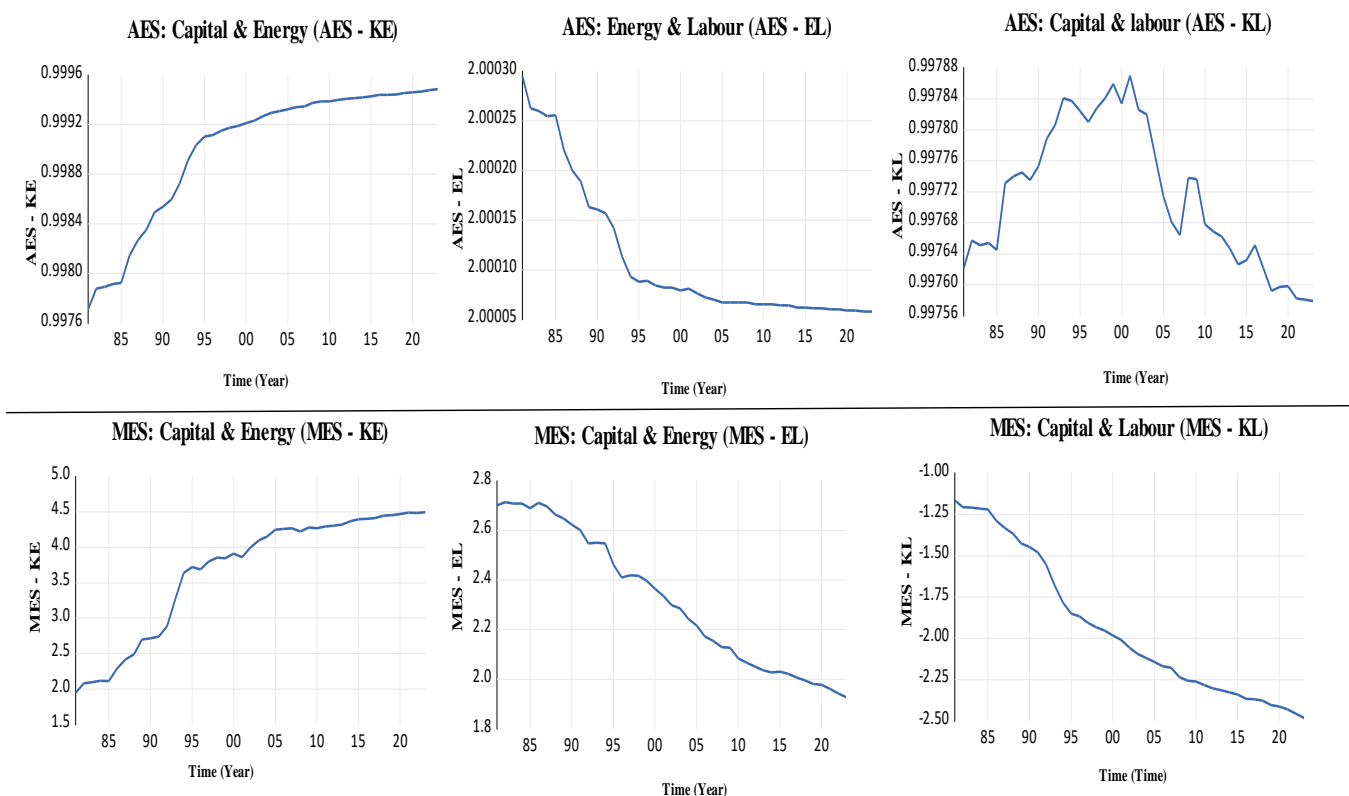 AES: Capital & Energy (AES - KE)
0.9996
0.9992
0.9988
0.9984
0.9980
0.9976
AES - KE
85 90 95 00 05 10 15 20
Time (Year)
AES: Energy & Labour (AES - EL)
2.00030
2.00025
2.00020
2.00015
2.00010
2.00005
AES - EL
85 90 95 00 05 10 15 20
Time (Year)
AES: Capital & labour (AES - KL)
0.99788
0.99784
0.99780
0.99776
0.99772
0.99768
0.99764
0.99760
0.99756
AES - KL
85 90 95 00 05 10 15 20
Time (Year)
MES: Capital & Energy (MES - KE)
5.0
4.5
4.0
3.5
3.0
2.5
2.0
1.5
MES - KE
85 90 95 00 05 10 15 20
Time (Year)
MES: Capital & Energy (MES - EL)
2.8
2.6
2.4
2.2
2.0
1.8
MES - EL
85 90 95 00 05 10 15 20
Time (Year)
MES: Capital & Labour (MES - KL)
-1.00
-1.25
-1.50
-1.75
-2.00
-2.25
-2.50
MES - KL
85 90 95 00 05 10 15 20
Time (Time)